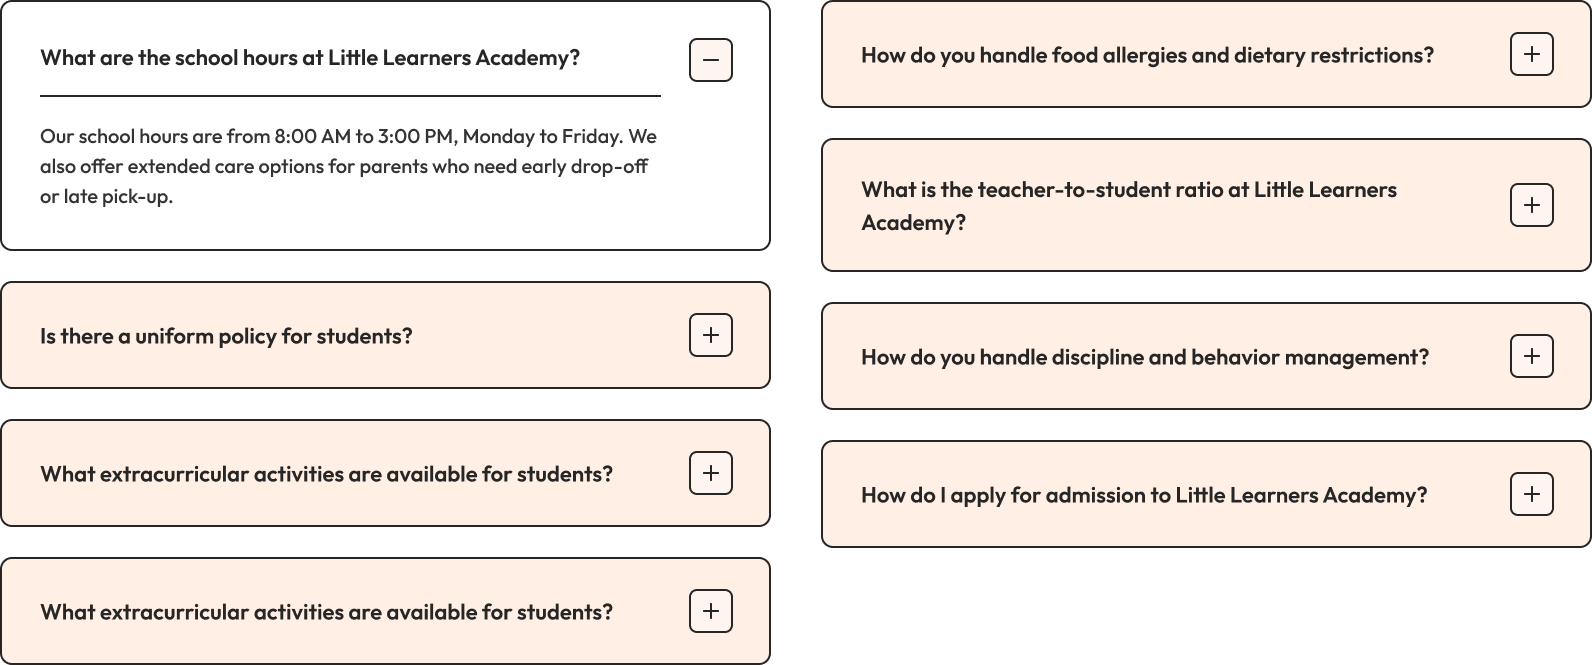 What are the school hours at Little Learners Academy?
Our school hours are from 8:00 AM to 3:00 PM, Monday to Friday. We
also offer extended care options for parents who need early drop-off
or late pick-up.
Is there a uniform policy for students?
What extracurricular activities are available for students?
What extracurricular activities are available for students?
How do you handle food allergies and dietary restrictions?
What is the teacher-to-student ratio at Little Learners
Academy?
How do you handle discipline and behavior management?
How do I apply for admission to Little Learners Academy?